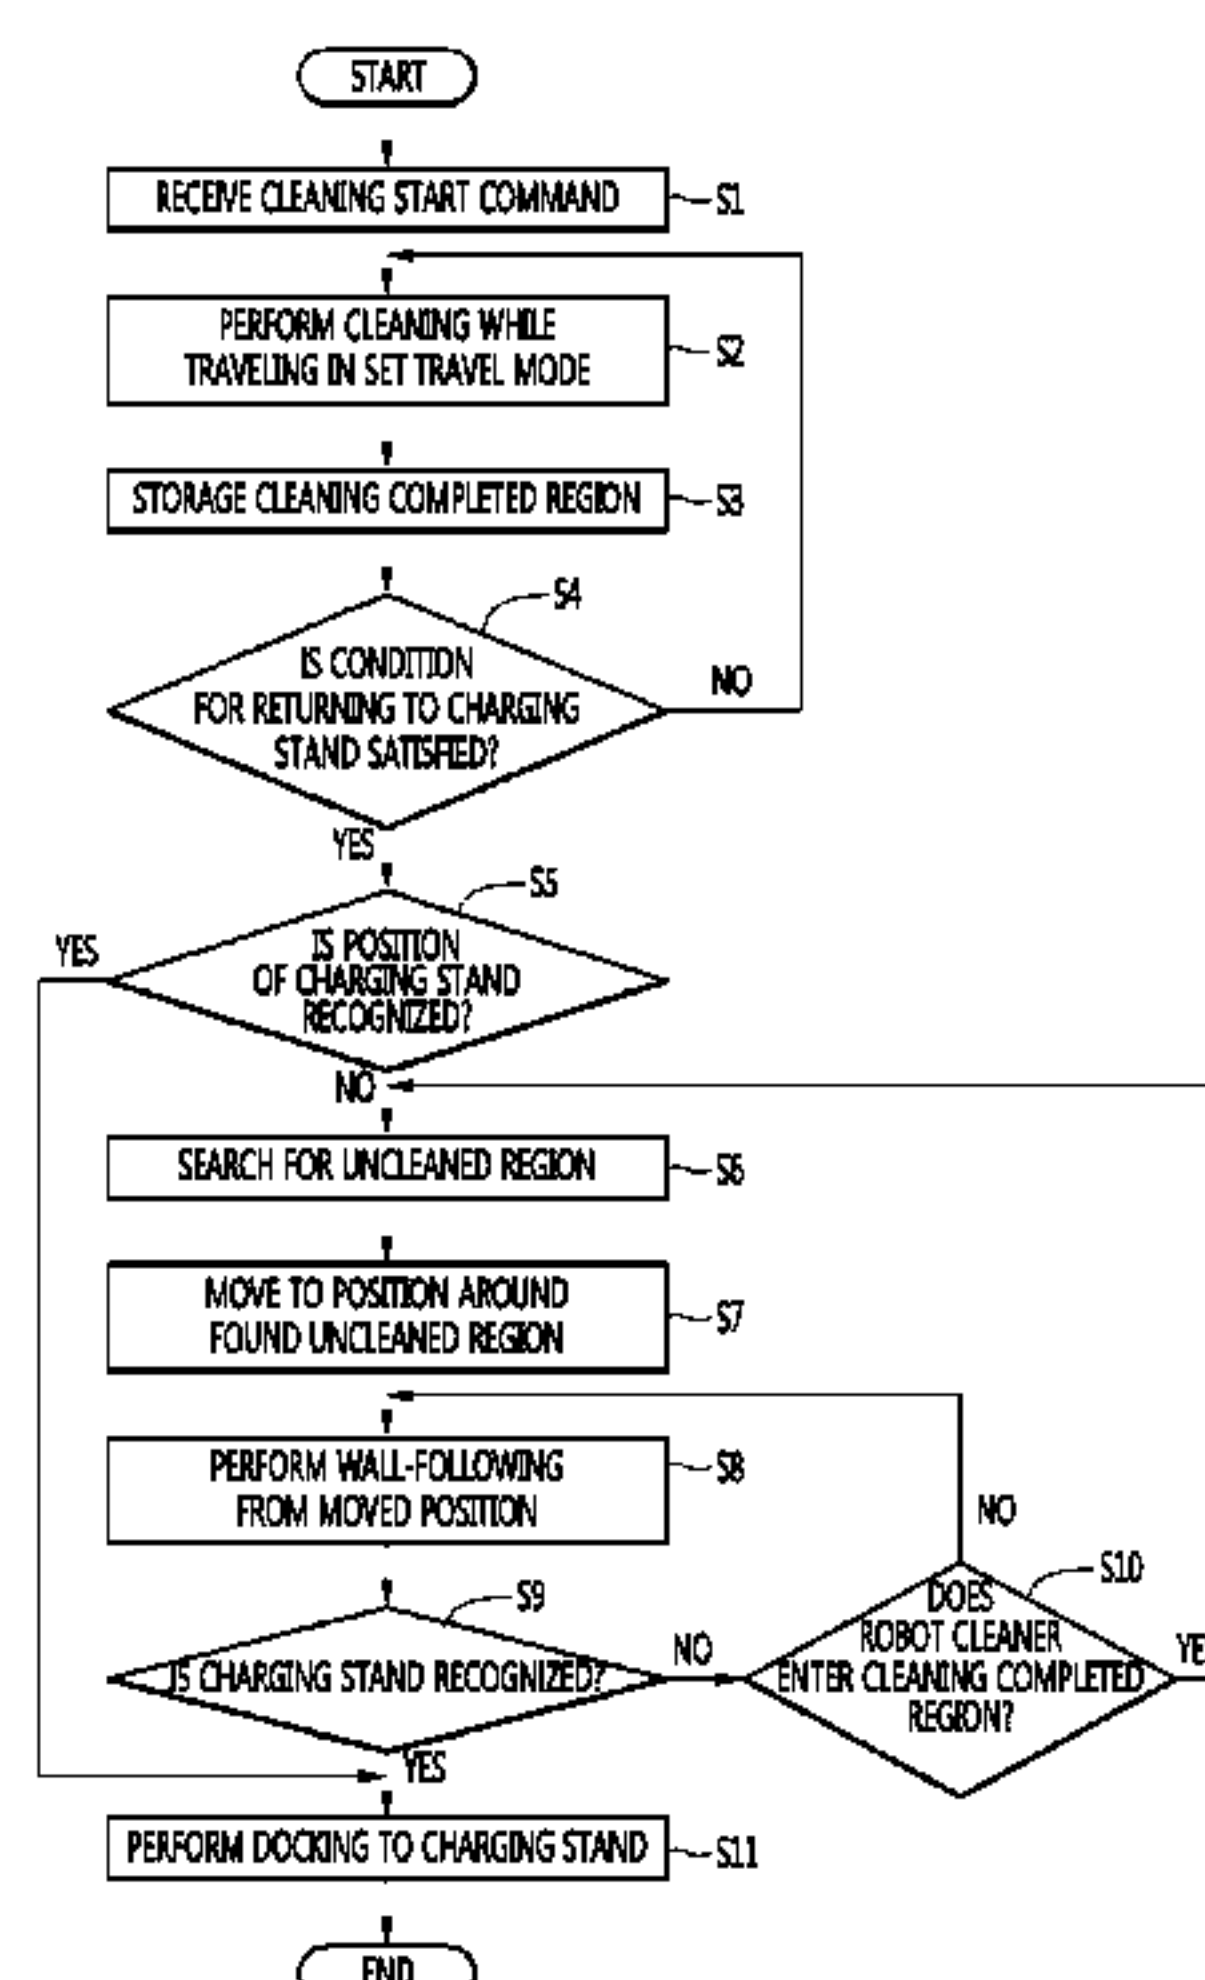 START
RECEIVE CLEANING START COMMAND
S1
PERFORM CLEANING WHILE
TRAVELING IN SET TRAVEL MODE
S2
STORAGE CLEANING COMPLETED REGION
S3
S4
IS CONDITION
FOR RETURNING TO CHARGING
STAND SATISFIED?
NO
YES
S5
YES
IS POSITION
OF CHARGING STAND
RECOGNIZED?
NO
SEARCH FOR UNCLEANED REGION
S6
MOVE TO POSITION AROUND
FOUND UNCLEANED REGION
S7
PERFORM WALL-FOLLOWING
FROM MOVED POSITION
S8
NO
S9
IS CHARGING STAND RECOGNIZED?
NO
S10
DOES
ROBOT CLEANER
ENTER CLEANING COMPLETED
REGION?
YE
YES
PERFORM DOCKING TO CHARGING STAND
S11
END